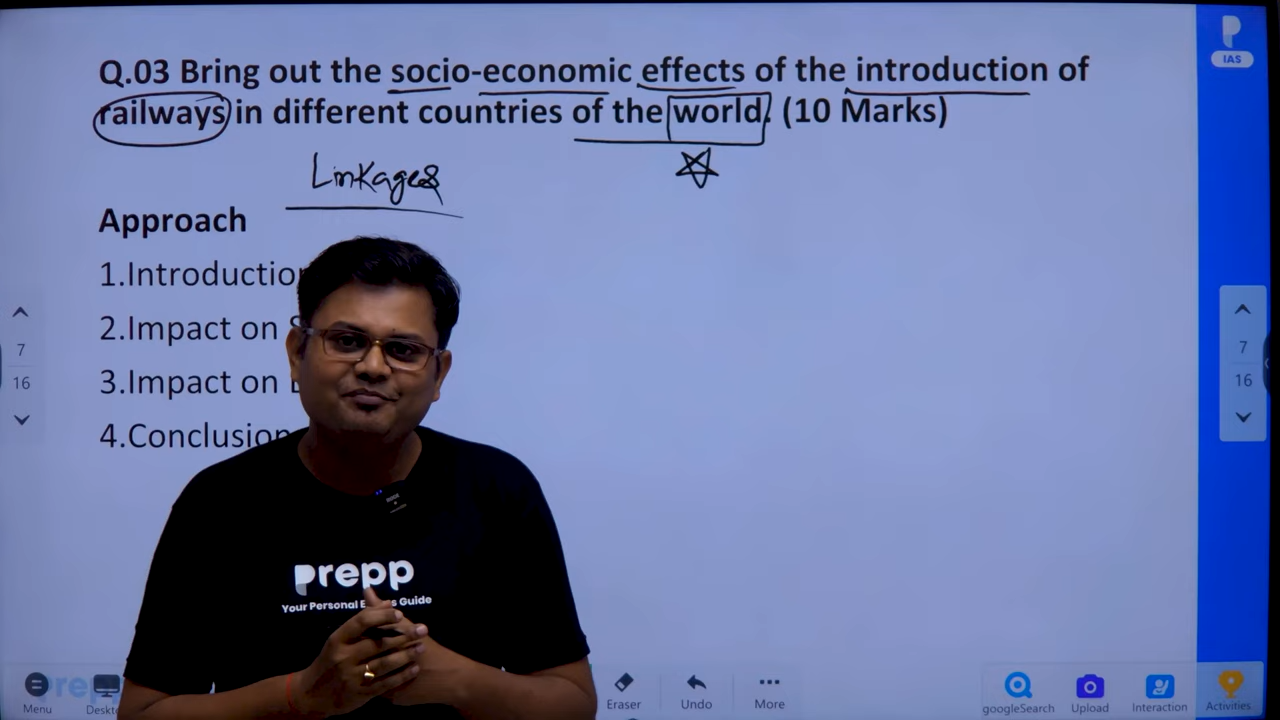 Q.03 Bring out the socio-economic effects of the introduction of
railways in different countries of the world. (10 Marks)
Linkages
Approach
1.Introduction
2.Impact on
3.Impact on
4.Conclusion
7
16
7
16
IAS
prepp
Your Personal Guide
Menu
Eraser
Undo
More
googleSearch
Upload
Interaction
Activities